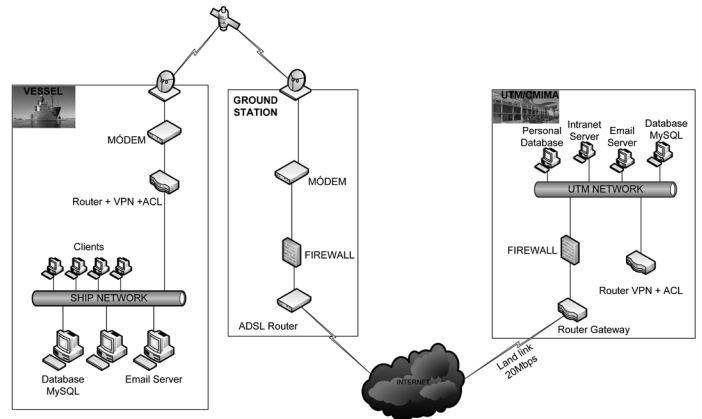 VESSEL
MÓDEM
Router + VPN +ACL
Clients
SHIP NETWORK
Database
MySQL
Email Server
GROUND
STATION
MÓDEM
FIREWALL
ADSL Router
INTERNET
Land link
20Mbps
UTM/CMIMA
Personal
Database
Intranet
Server
Email
Server
Database
MySQL
UTM NETWORK
FIREWALL
Router VPN + ACL
Router Gateway